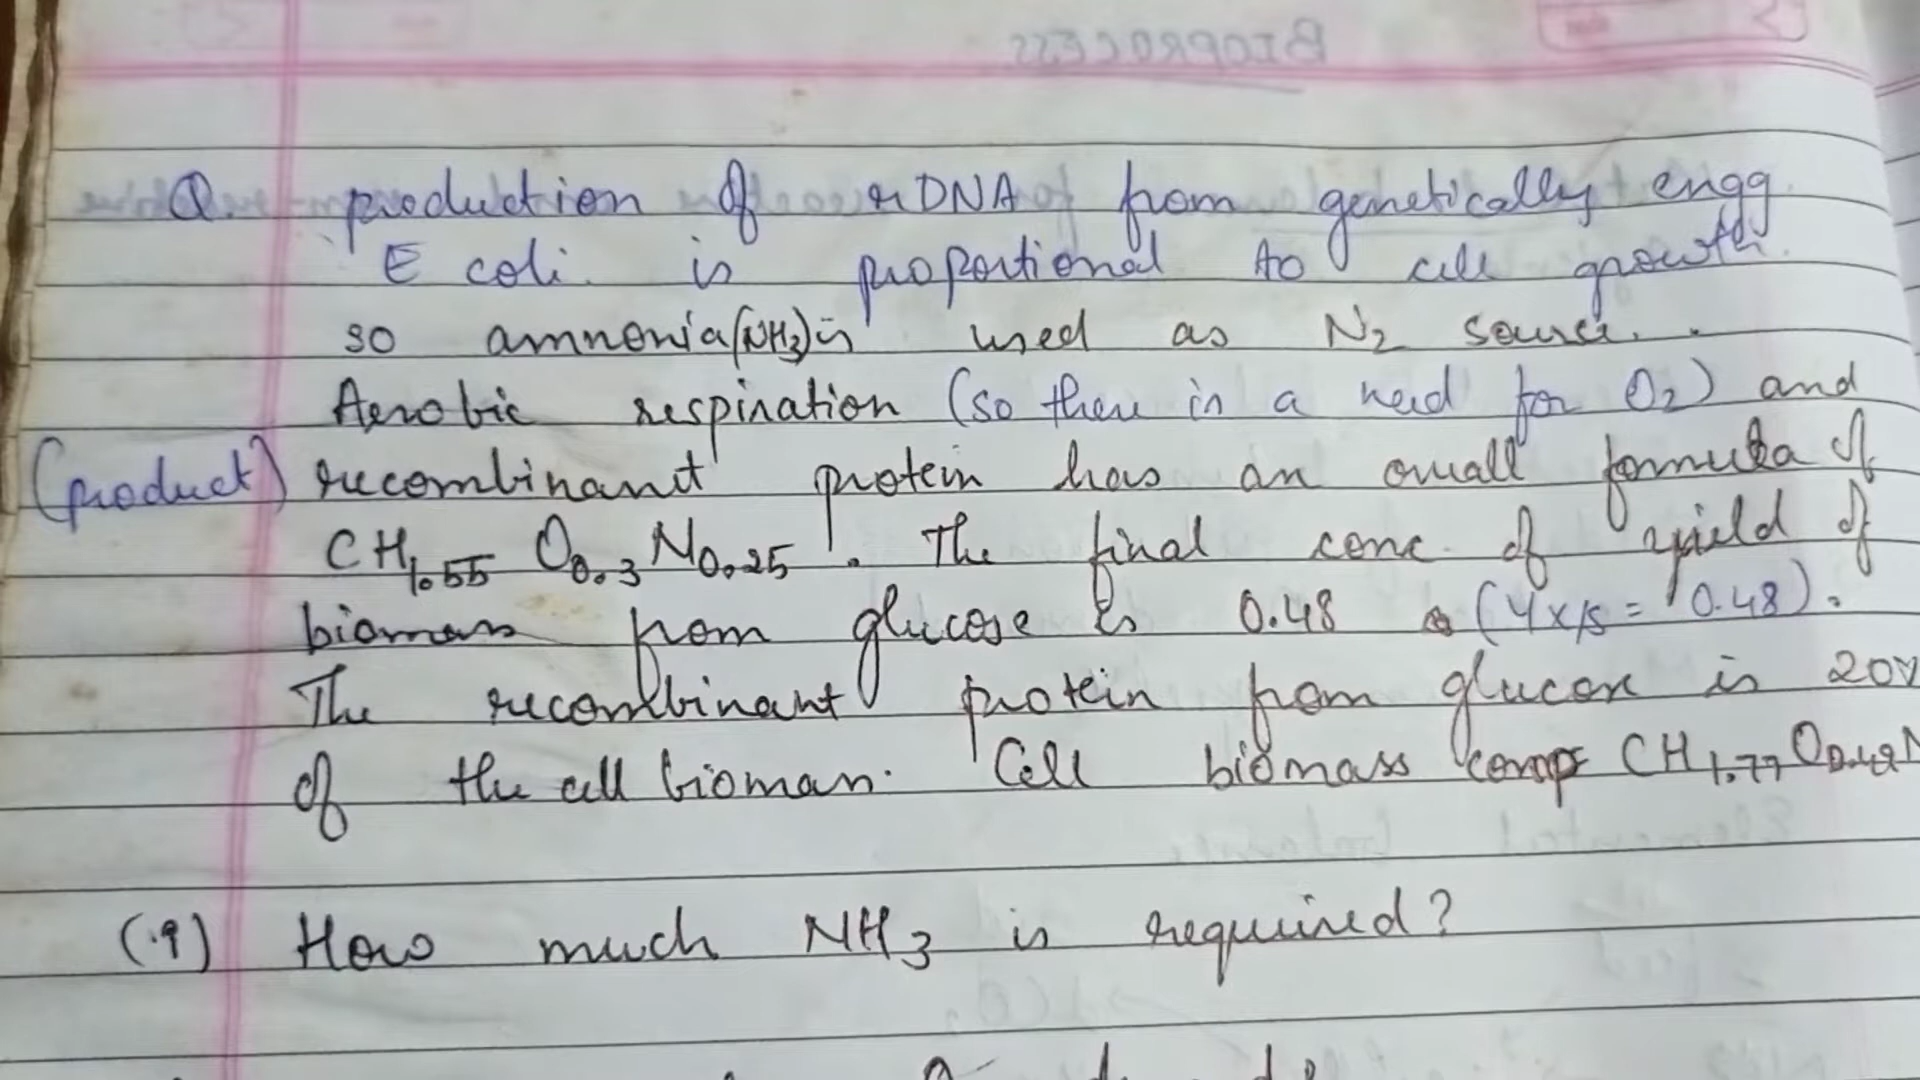 BIOPROCESS
Q. production of rDNA from genetically engg
E coli. is proportional to cell growth.
so amnonia(NH3) is used as N2 source.
Aerobic respiration (so there is a need for O2) and
(product) recombinant protein has an overall formula of
CH1.55 O0.3 N0.25. The final conc. of yield of
biomass from glucose is 0.48 (Yx/s = 0.48).
The recombinant protein from glucose is 20%
of the cell biomass. Cell biomass comp CH1.77 O0.49 N
(i) How much NH3 is required?